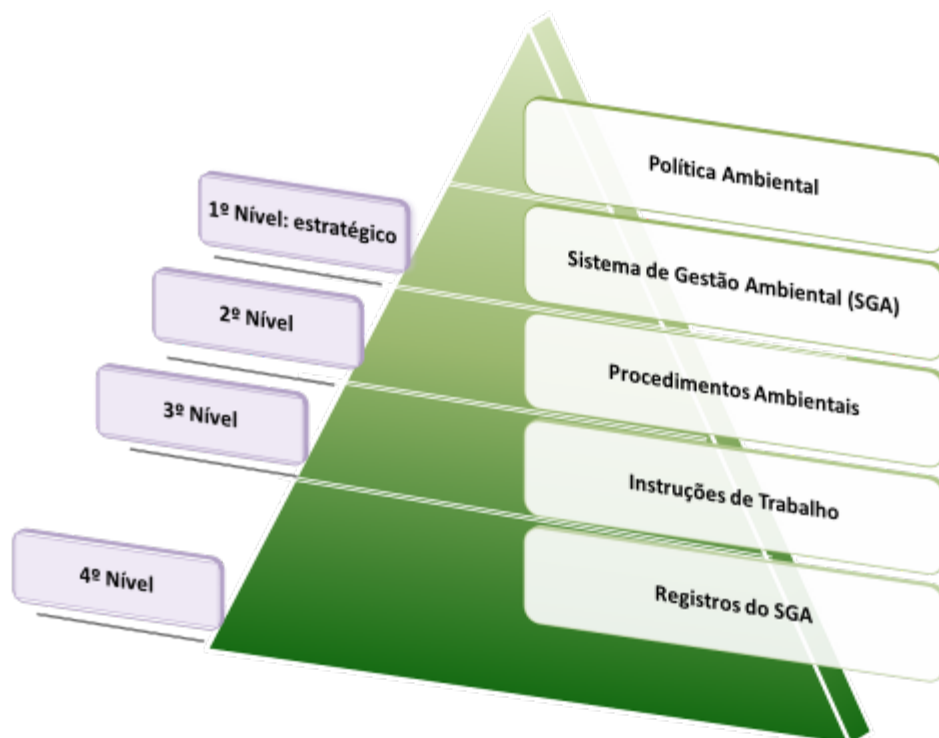 Política Ambiental
1º Nível: estratégico
Sistema de Gestão Ambiental (SGA)
2º Nível
Procedimentos Ambientais
3º Nível
Instruções de Trabalho
4º Nível
Registros do SGA